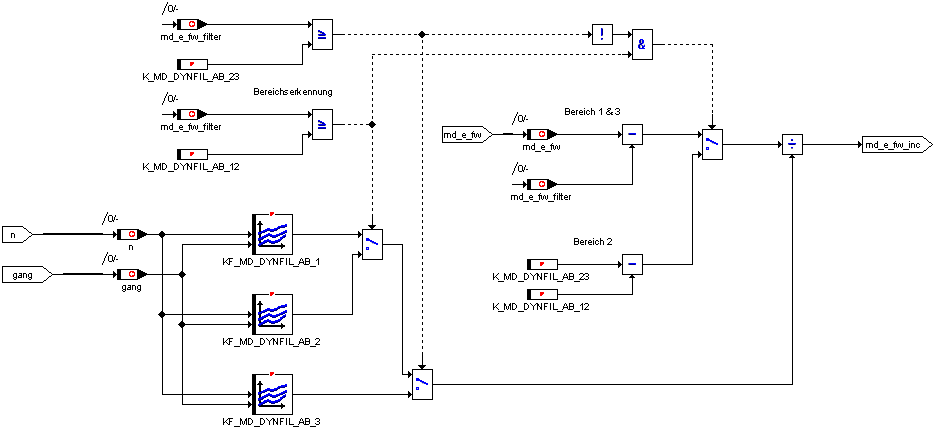 /0/-
md_e_fw_filter
≥
!
&
K_MD_DYNFIL_AB_23
Bereichserkennung
/0/-
md_e_fw_filter
≥
K_MD_DYNFIL_AB_12
Bereich 1 & 3
/0/-
md_e_fw
md_e_fw
−
÷
md_e_fw_inc
/0/-
md_e_fw_filter
n
/0/-
n
KF_MD_DYNFIL_AB_1
gang
/0/-
gang
Bereich 2
K_MD_DYNFIL_AB_23
−
K_MD_DYNFIL_AB_12
KF_MD_DYNFIL_AB_2
KF_MD_DYNFIL_AB_3